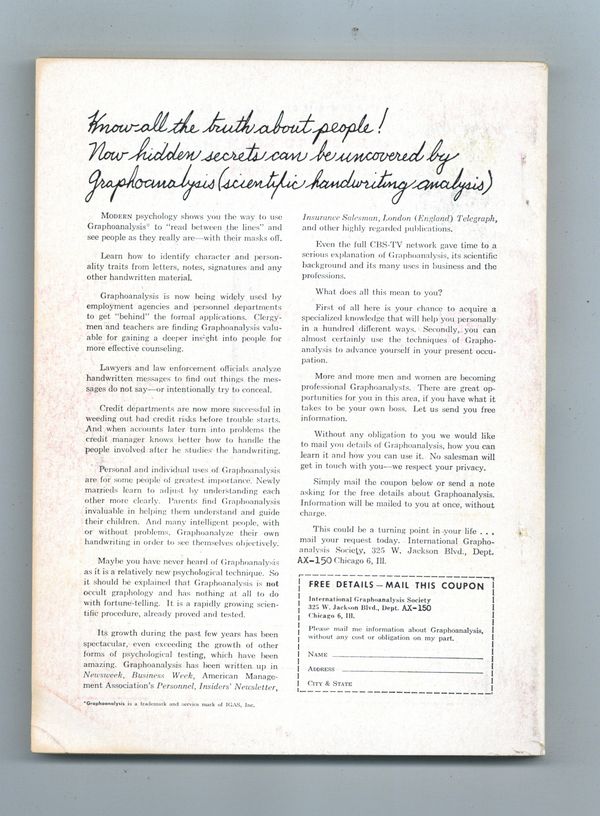 Know all the truth about people!
Now hidden secrets can be uncovered by
Graphoanalysis (scientific handwriting analysis)
MODERN psychology shows you the way to use
Graphoanalysis* to "read between the lines" and
see people as they really are—with their masks off.
Learn how to identify character and person-
ality traits from letters, notes, signatures and any
other handwritten material.
Graphoanalysis is now being widely used by
employment agencies and personnel departments
to get "behind" the formal applications. Clergy-
men and teachers are finding Graphoanalysis valu-
able for gaining a deeper insight into people for
more effective counseling.
Lawyers and law enforcement officials analyze
handwritten messages to find out things the mes-
sages do not say—or intentionally try to conceal.
Credit departments are now more successful in
weeding out bad credit risks before trouble starts.
And when accounts later turn into problems the
credit manager knows better how to handle the
people involved after he studies the handwriting.
Personal and individual uses of Graphoanalysis
are for some people of greatest importance. Newly
marrieds learn to adjust by understanding each
other more clearly. Parents find Graphoanalysis
invaluable in helping them understand and guide
their children. And many intelligent people, with
or without problems, Graphoanalyze their own
handwriting in order to see themselves objectively.
Maybe you have never heard of Graphoanalysis
as it is a relatively new psychological technique. So
it should be explained that Graphoanalysis is not
occult graphology and has nothing at all to do
with fortune-telling. It is a rapidly growing scien-
tific procedure, already proved and tested.
Its growth during the past few years has been
spectacular, even exceeding the growth of other
forms of psychological testing, which have been
amazing. Graphoanalysis has been written up in
Newsweek, Business Week, American Manage-
ment Association's Personnel, Insiders' Newsletter,
*Graphoanalysis is a trademark and service mark of IGAS, Inc.
Insurance Salesman, London (England) Telegraph,
and other highly regarded publications.
Even the full CBS-TV network gave time to a
serious explanation of Graphoanalysis, its scientific
background and its many uses in business and the
professions.
What does all this mean to you?
First of all here is your chance to acquire a
specialized knowledge that will help you personally
in a hundred different ways. Secondly, you can
almost certainly use the techniques of Grapho-
analysis to advance yourself in your present occu-
pation.
More and more men and women are becoming
professional Graphoanalysts. There are great op-
portunities for you in this area, if you have what it
takes to be your own boss. Let us send you free
information.
Without any obligation to you we would like
to mail you details of Graphoanalysis, how you can
learn it and how you can use it. No salesman will
get in touch with you—we respect your privacy.
Simply mail the coupon below or send a note
asking for the free details about Graphoanalysis.
Information will be mailed to you at once, without
charge.
This could be a turning point in your life . . .
mail your request today. International Grapho-
analysis Society, 325 W. Jackson Blvd., Dept.
AX-150 Chicago 6, Ill.
FREE DETAILS — MAIL THIS COUPON
International Graphoanalysis Society
325 W. Jackson Blvd., Dept. AX-150
Chicago 6, Ill.
Please mail me information about Graphoanalysis,
without any cost or obligation on my part.
NAME
ADDRESS
CITY & STATE